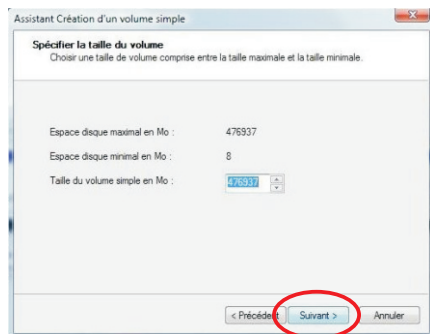 Assistant Création d'un volume simple
Spécifier la taille du volume
Choisir une taille de volume comprise entre la taille maximale et la taille minimale.
Espace disque maximal en Mo : 476937
Espace disque minimal en Mo : 8
Taille du volume simple en Mo : 476937
< Précédent Suivant > Annuler